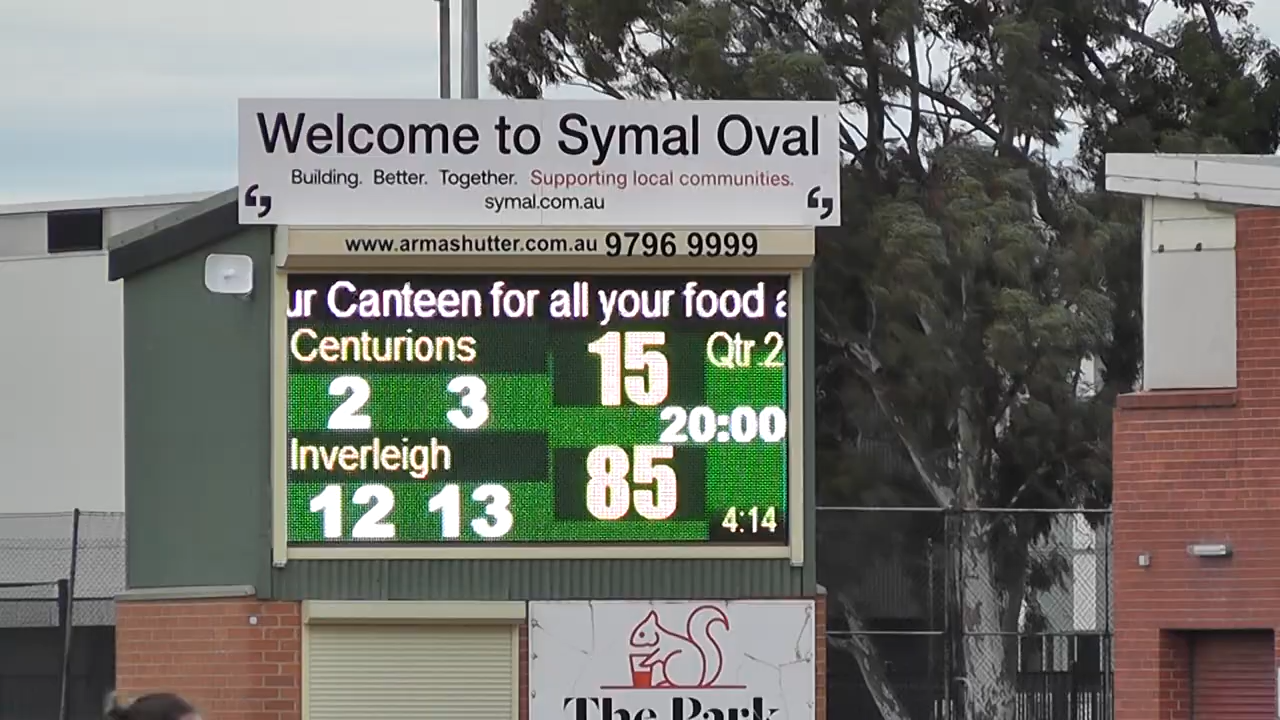 Welcome to Symal Oval
Building. Better. Together. Supporting local communities.
symal.com.au
www.armashutter.com.au 9796 9999
ur Canteen for all your food a
Centurions 15 Qtr 2
2 3
20:00
Inverleigh 85
12 13
4:14
The Park